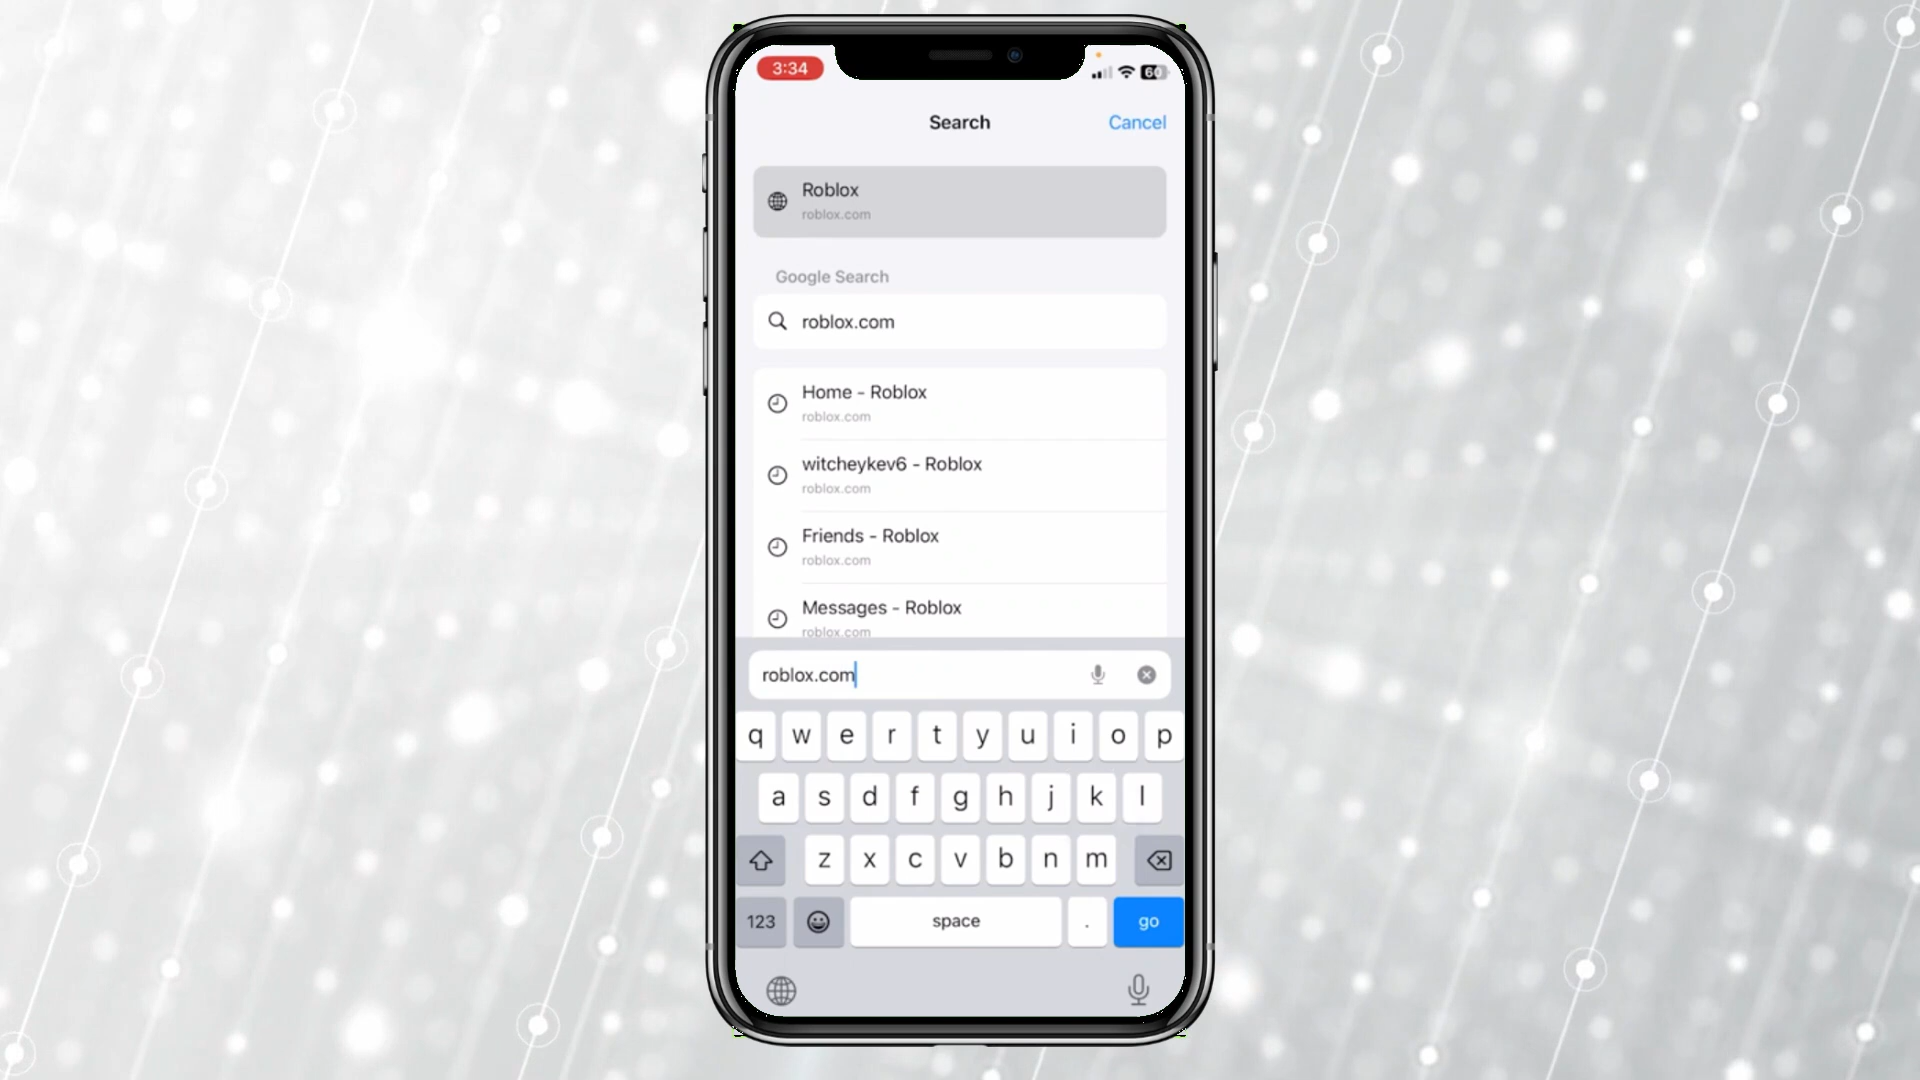 3:34
60
Search
Cancel
Roblox
roblox.com
Google Search
roblox.com
Home - Roblox
roblox.com
witcheykev6 - Roblox
roblox.com
Friends - Roblox
roblox.com
Messages - Roblox
roblox.com
roblox.com
q w e r t y u i o p
a s d f g h j k l
z x c v b n m
123 space . go